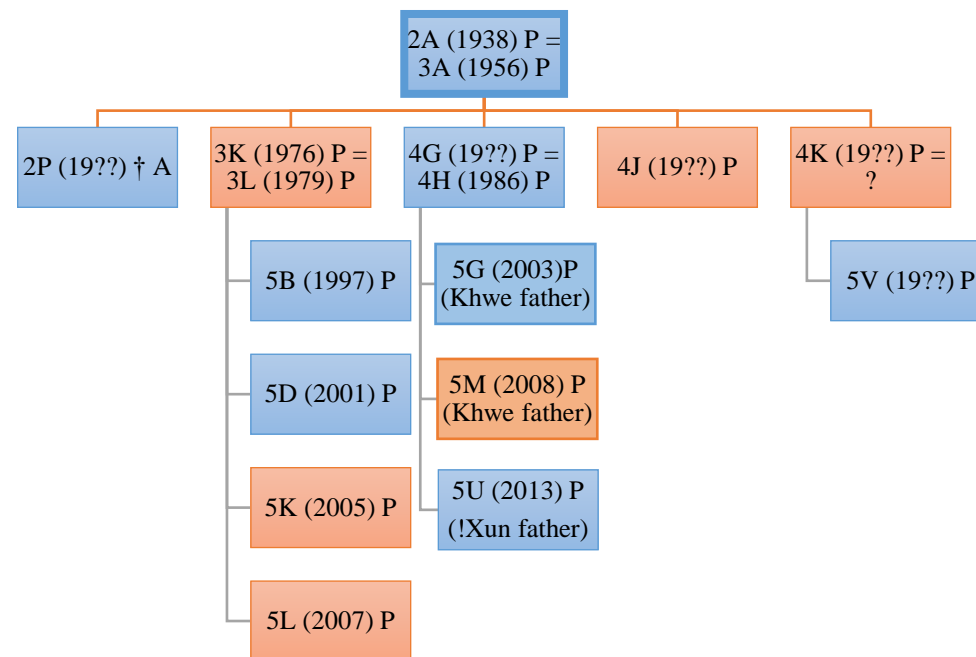 2A (1938) P =
3A (1956) P
2P (19??) † A
3K (1976) P =
3L (1979) P
4G (19??) P =
4H (1986) P
4J (19??) P
4K (19??) P =
?
5B (1997) P
5D (2001) P
5K (2005) P
5L (2007) P
5G (2003)P
(Khwe father)
5M (2008) P
(Khwe father)
5U (2013) P
(!Xun father)
5V (19??) P